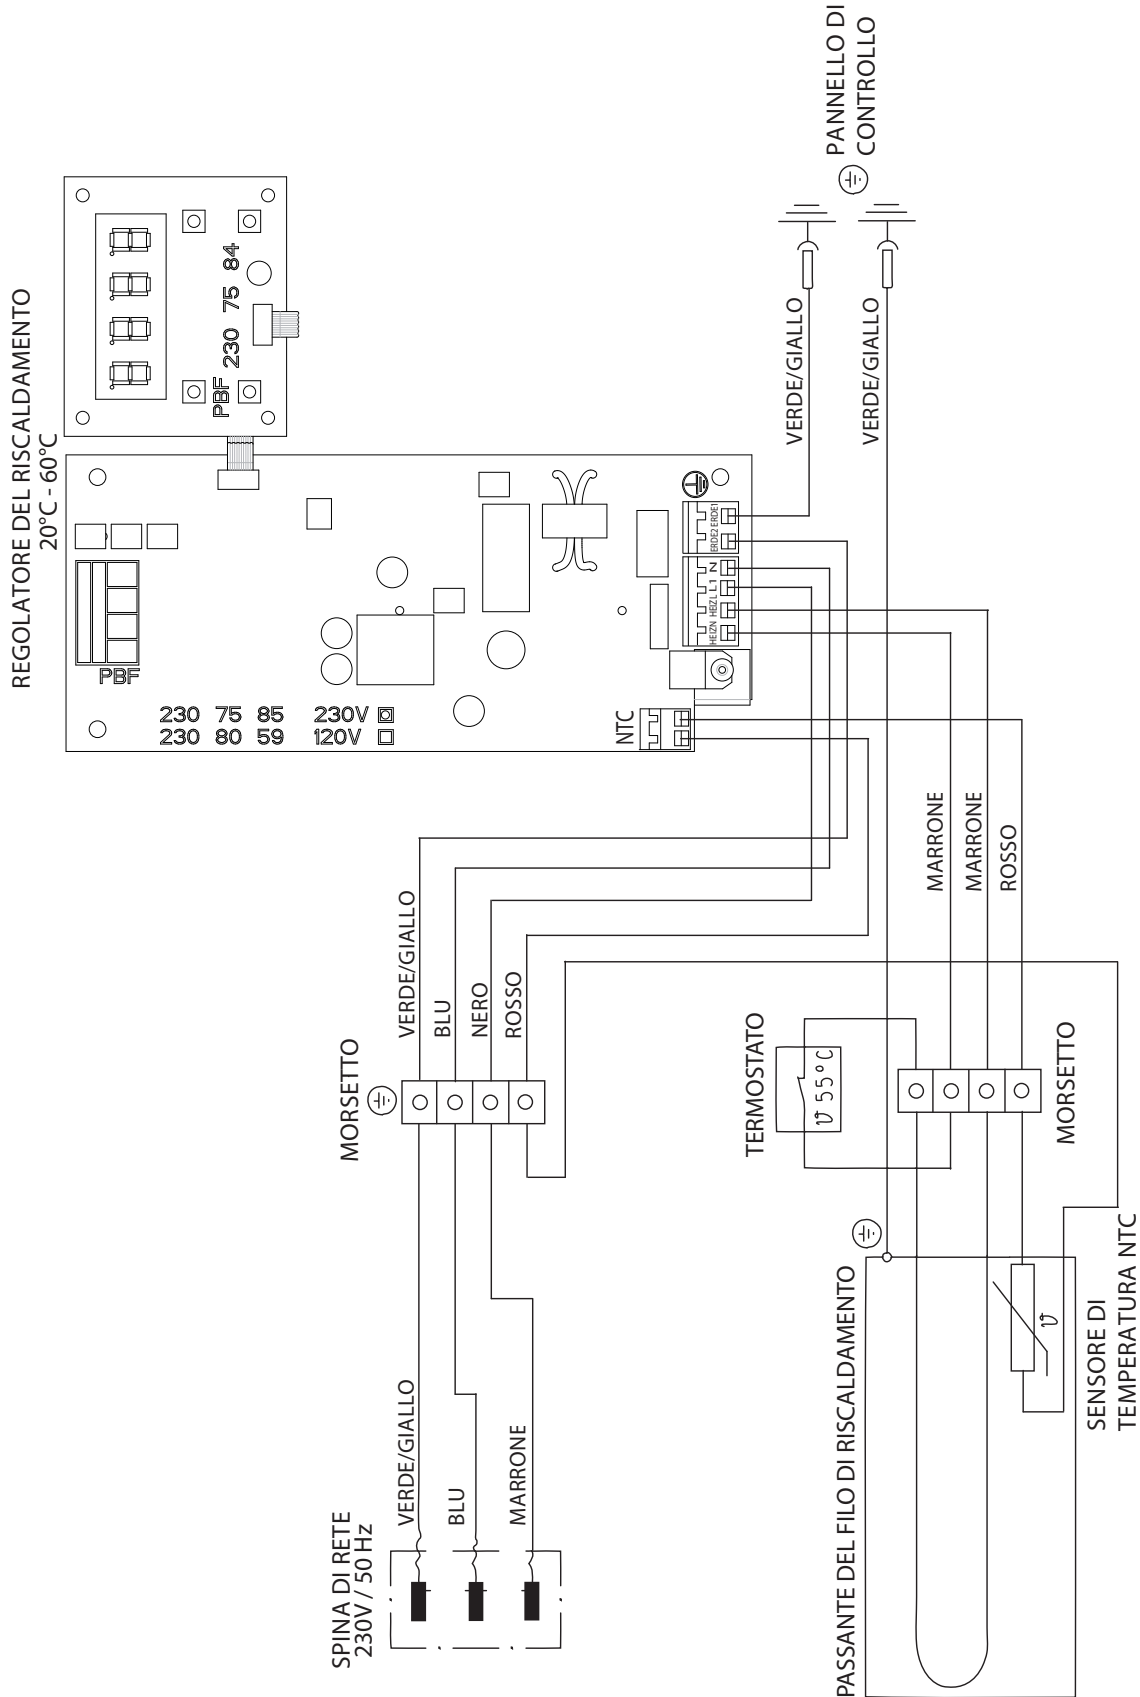 REGOLATORE DEL RISCALDAMENTO
20°C - 60°C
PBF
230 75 84
PBF
230 75 85 230V
230 80 59 120V
NTC
HEIZN
HEIZL
L1
N
ERDE2
ERDE1
PANNELLO DI
CONTROLLO
VERDE/GIALLO
VERDE/GIALLO
MARRONE
MARRONE
ROSSO
VERDE/GIALLO
BLU
NERO
ROSSO
MORSETTO
TERMOSTATO
ϑ 55°C
MORSETTO
SPINA DI RETE
230V / 50 Hz
VERDE/GIALLO
BLU
MARRONE
PASSANTE DEL FILO DI RISCALDAMENTO
ϑ
SENSORE DI
TEMPERATURA NTC